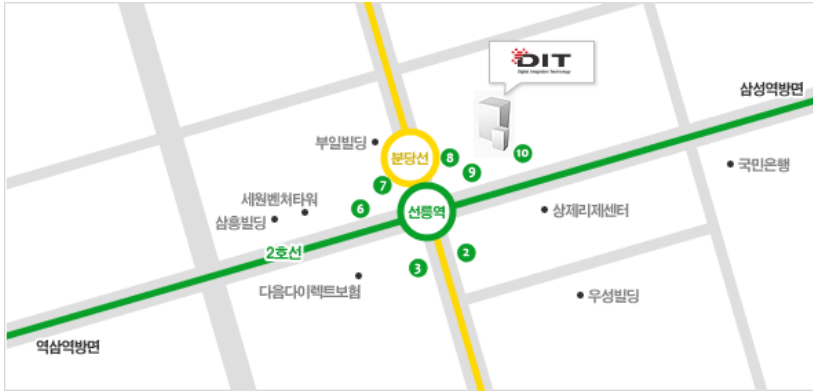 DIT
Digital Integration Technology
삼성역방면
부일빌딩
분당선
8
10
9
국민은행
7
세원벤처타워
6
선릉역
상제리제센터
삼흥빌딩
2호선
2
3
다음다이렉트보험
우성빌딩
역삼역방면